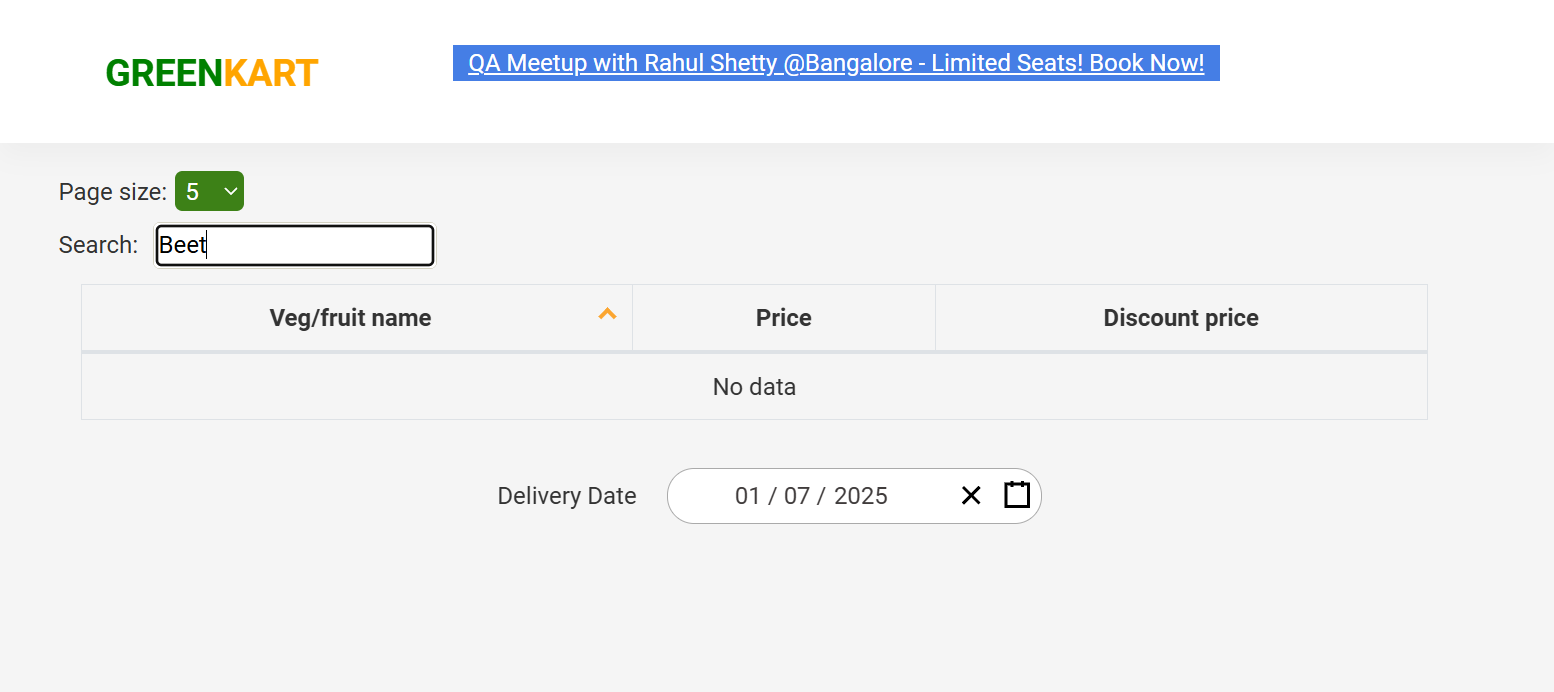 GREENKART
QA Meetup with Rahul Shetty @Bangalore - Limited Seats! Book Now!
Page size: 5
Search: Beet
Veg/fruit name Price Discount price
No data
Delivery Date 01 / 07 / 2025